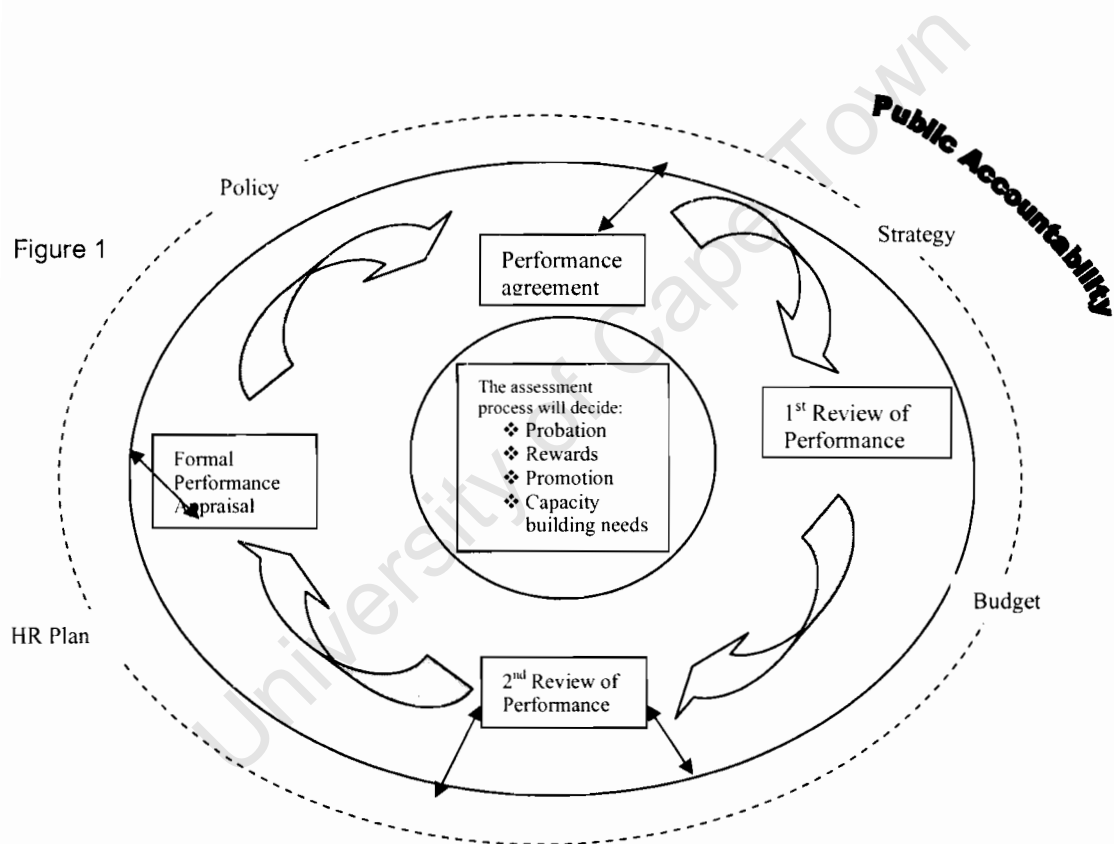 Public Accountability
Policy
Strategy
Figure 1
Performance
agreement
The assessment
process will decide:
❖ Probation
❖ Rewards
❖ Promotion
❖ Capacity
building needs
1st Review of
Performance
Formal
Performance
Appraisal
Budget
HR Plan
2nd Review of
Performance
University of Cape Town